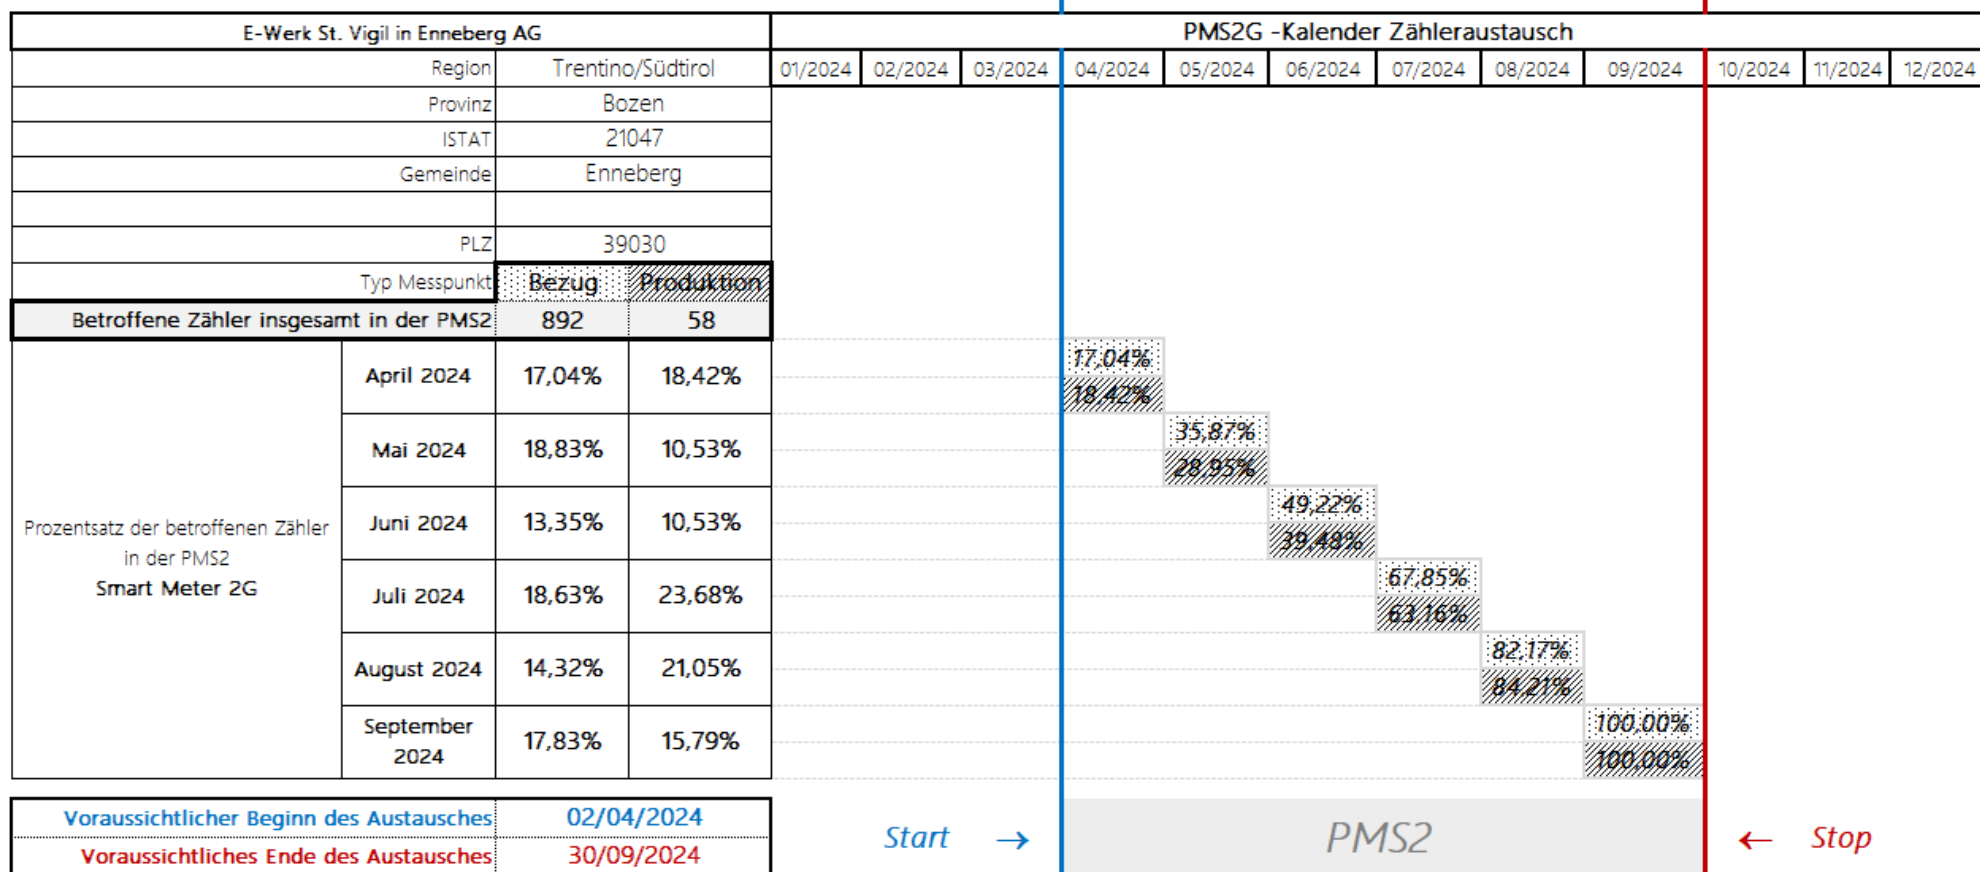 E-Werk St. Vigil in Enneberg AG
PMS2G -Kalender Zähleraustausch
Region Trentino/Südtirol 01/2024 02/2024 03/2024 04/2024 05/2024 06/2024 07/2024 08/2024 09/2024 10/2024 11/2024 12/2024
Provinz Bozen
ISTAT 21047
Gemeinde Enneberg
PLZ 39030
Typ Messpunkt Bezug Produktion
Betroffene Zähler insgesamt in der PMS2 892 58
Prozentsatz der betroffenen Zähler
in der PMS2
Smart Meter 2G
April 2024 17,04% 18,42%
17,04%
18,42%
Mai 2024 18,83% 10,53%
35,87%
28,95%
Juni 2024 13,35% 10,53%
49,22%
39,48%
Juli 2024 18,63% 23,68%
67,85%
63,16%
August 2024 14,32% 21,05%
82,17%
84,21%
September
2024
17,83% 15,79%
100,00%
100,00%
Voraussichtlicher Beginn des Austausches 02/04/2024
Voraussichtliches Ende des Austausches 30/09/2024
Start → PMS2 ← Stop